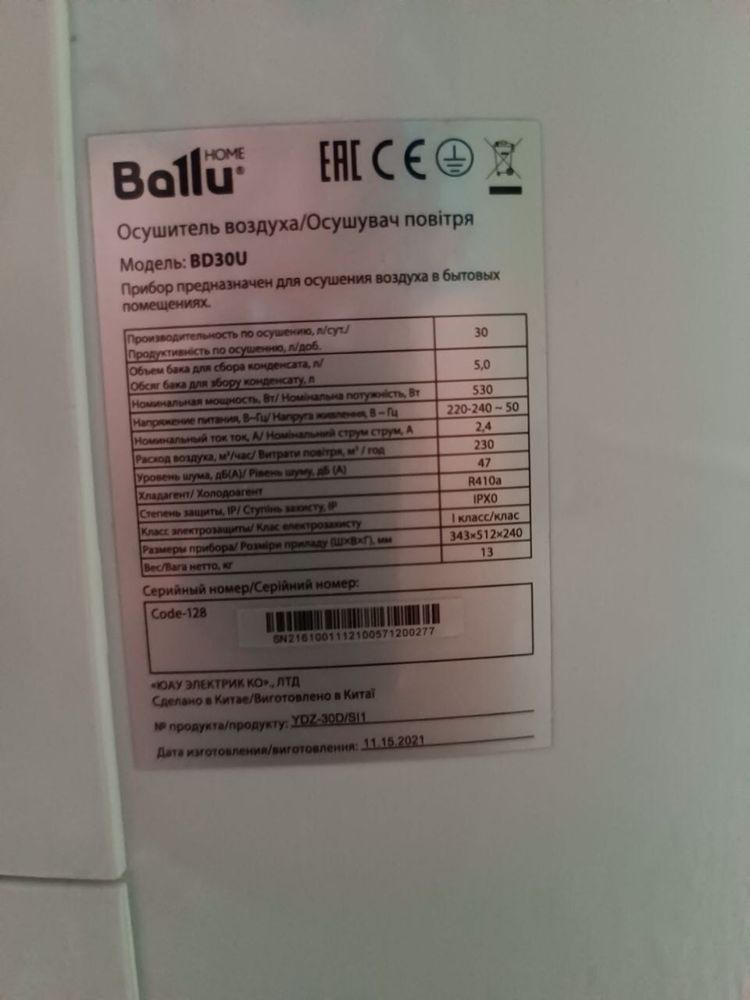 HOME
Ballu®
EAC CE
Осушитель воздуха/Осушувач повітря
Модель: BD30U
Прибор предназначен для осушения воздуха в бытовых
помещениях.
Производительность по осушению, л/сут./
Продуктивність по осушенню, л/доб.
30
Объем бака для сбора конденсата, л/
Обсяг бака для збору конденсату, л
5,0
Номинальная мощность, Вт/ Номінальна потужність, Вт 530
Напряжение питания, В~Гц/ Напруга живлення, В ~ Гц 220-240 ~ 50
Номинальный ток ток, А/ Номінальний струм струм, А 2,4
Расход воздуха, м³/час/ Витрати повітря, м³ / год 230
Уровень шума, дБ(А)/ Рівень шуму, дБ (А) 47
Хладагент/ Холодоагент R410a
Степень защиты, IP/ Ступінь захисту, IP IPX0
Класс электрозащиты/ Клас електрозахисту I класс/клас
Размеры прибора/ Розміри приладу (Ш×В×Г), мм 343×512×240
Вес/Вага нетто, кг 13
Серийный номер/Серійний номер:
Code-128
SN2161001112100571200277
«ЮАУ ЭЛЕКТРИК КО»., ЛТД
Сделано в Китае/Виготовлено в Китаї
№ продукта/продукту: YDZ-30D/SI1
Дата изготовления/виготовлення: 11.15.2021